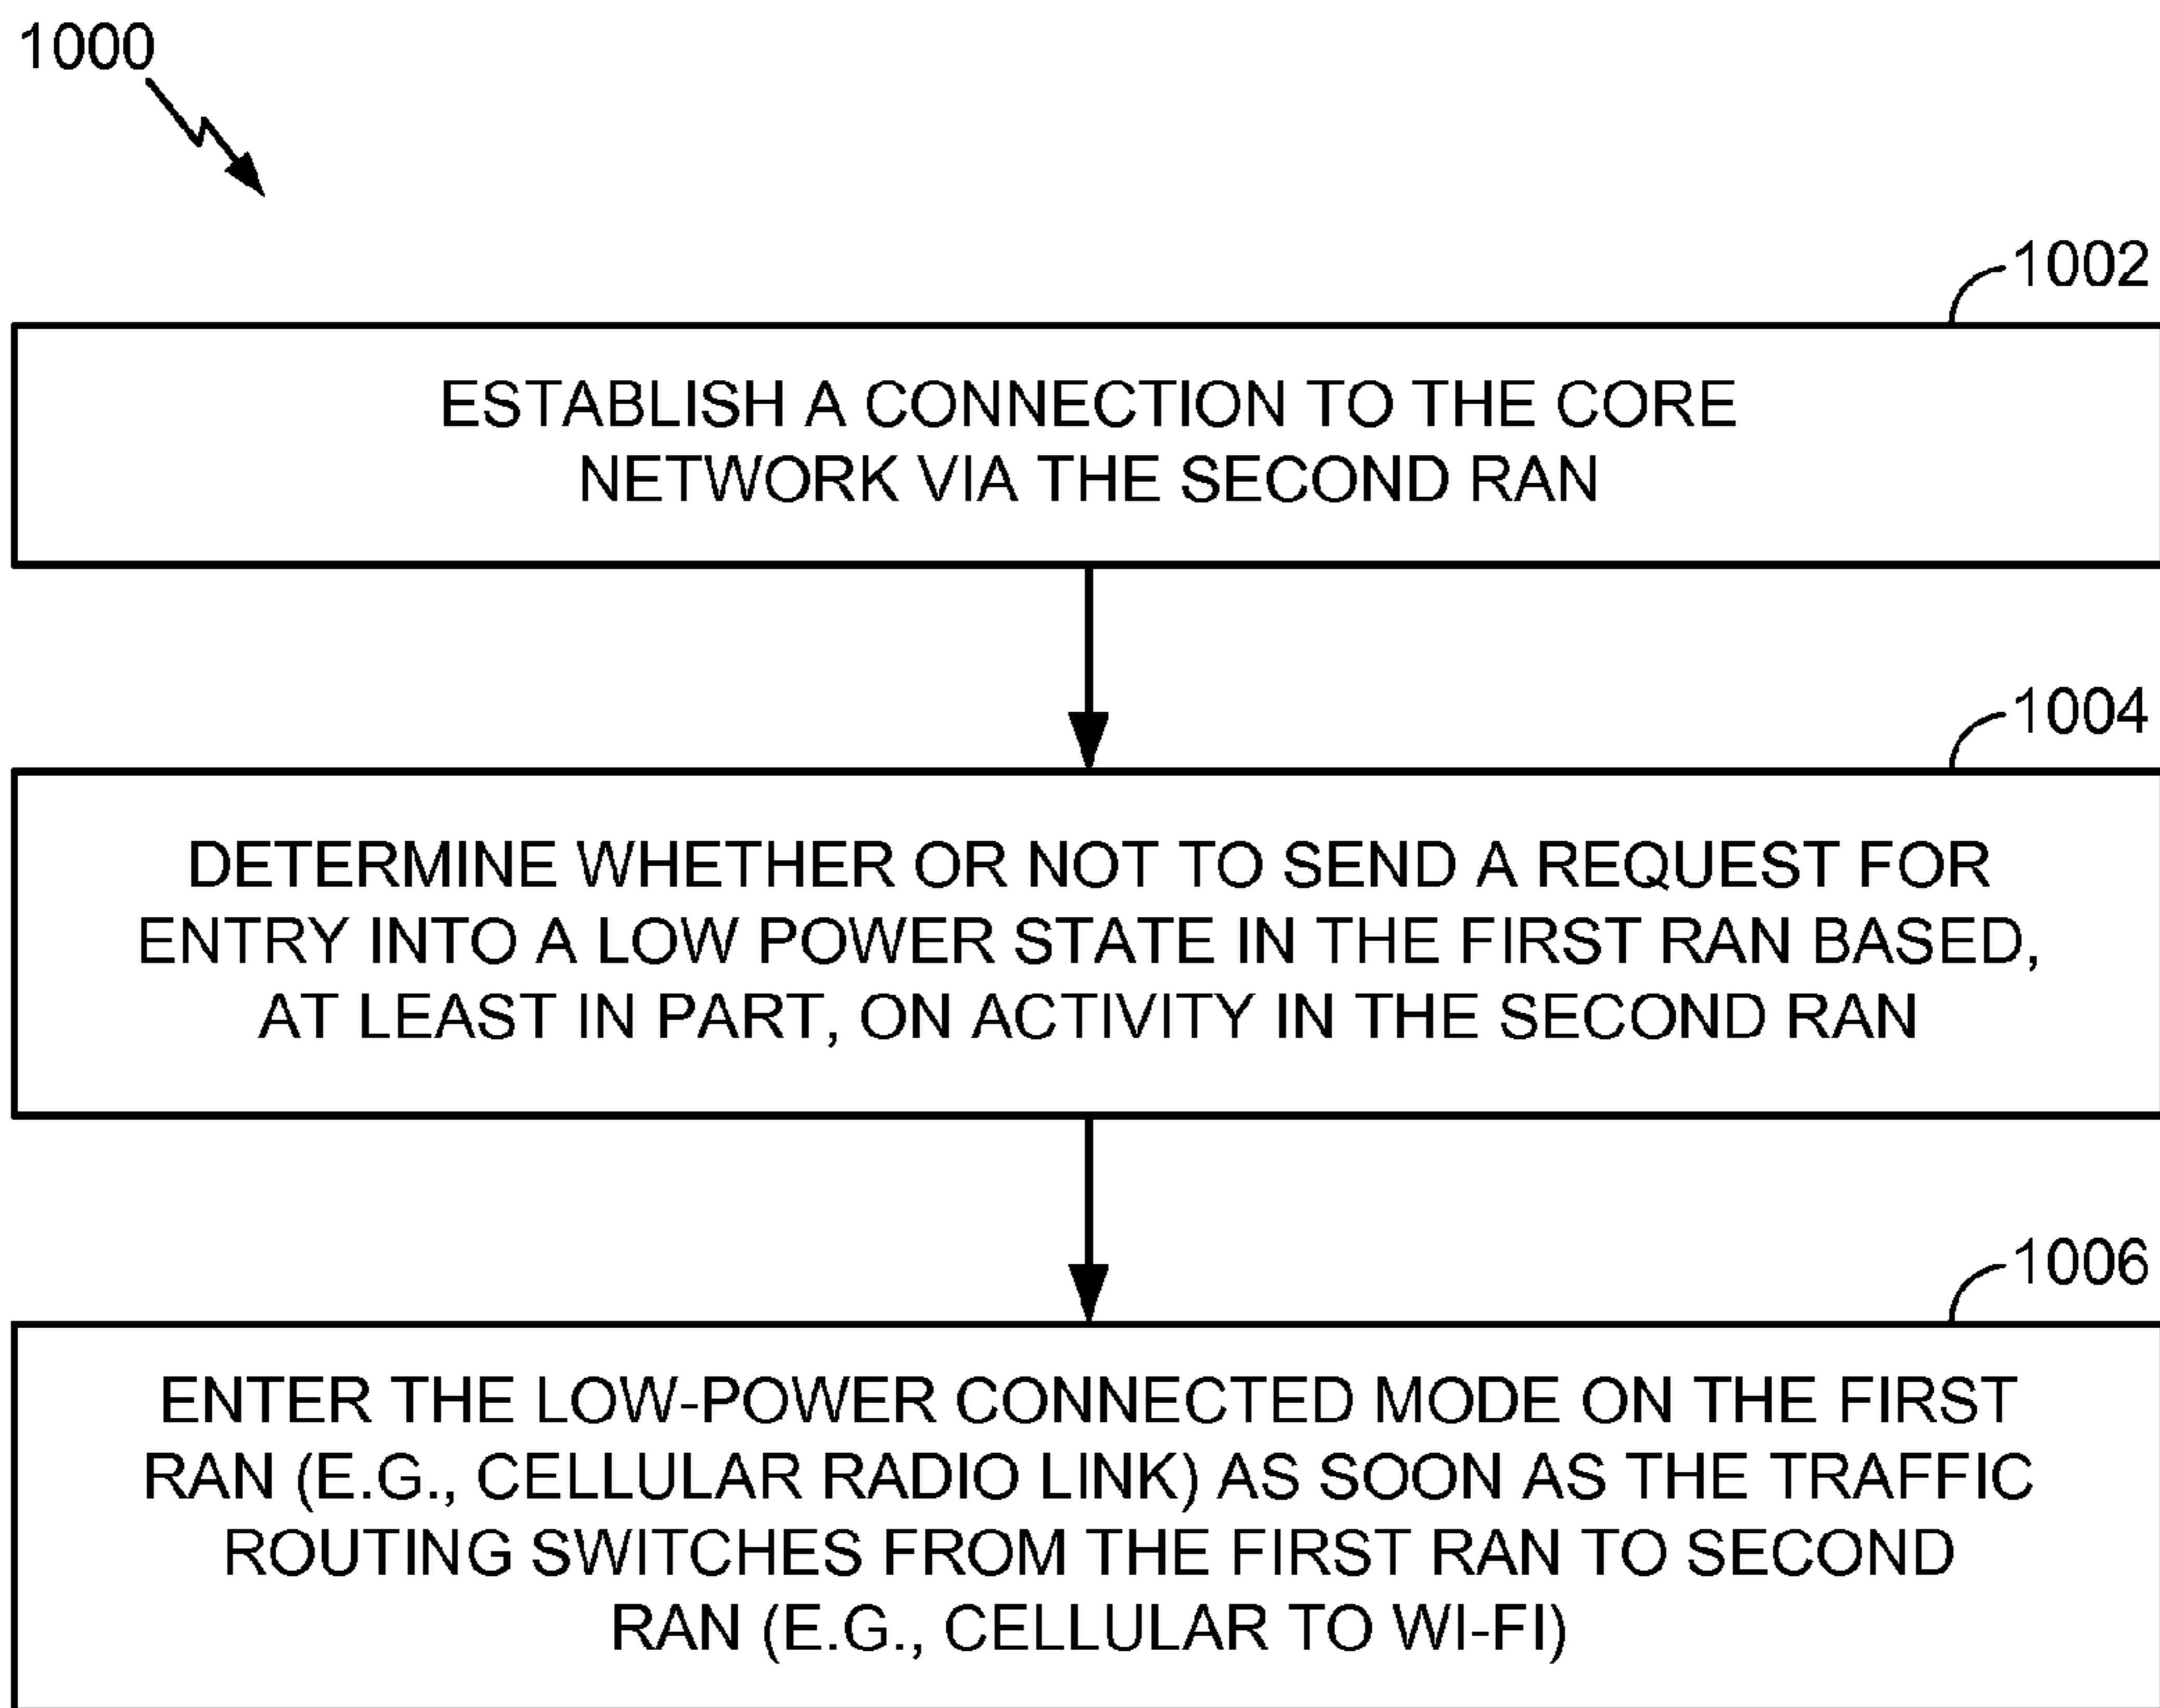 1000
1002
ESTABLISH A CONNECTION TO THE CORE
NETWORK VIA THE SECOND RAN
1004
DETERMINE WHETHER OR NOT TO SEND A REQUEST FOR
ENTRY INTO A LOW POWER STATE IN THE FIRST RAN BASED,
AT LEAST IN PART, ON ACTIVITY IN THE SECOND RAN
1006
ENTER THE LOW-POWER CONNECTED MODE ON THE FIRST
RAN (E.G., CELLULAR RADIO LINK) AS SOON AS THE TRAFFIC
ROUTING SWITCHES FROM THE FIRST RAN TO SECOND
RAN (E.G., CELLULAR TO WI-FI)